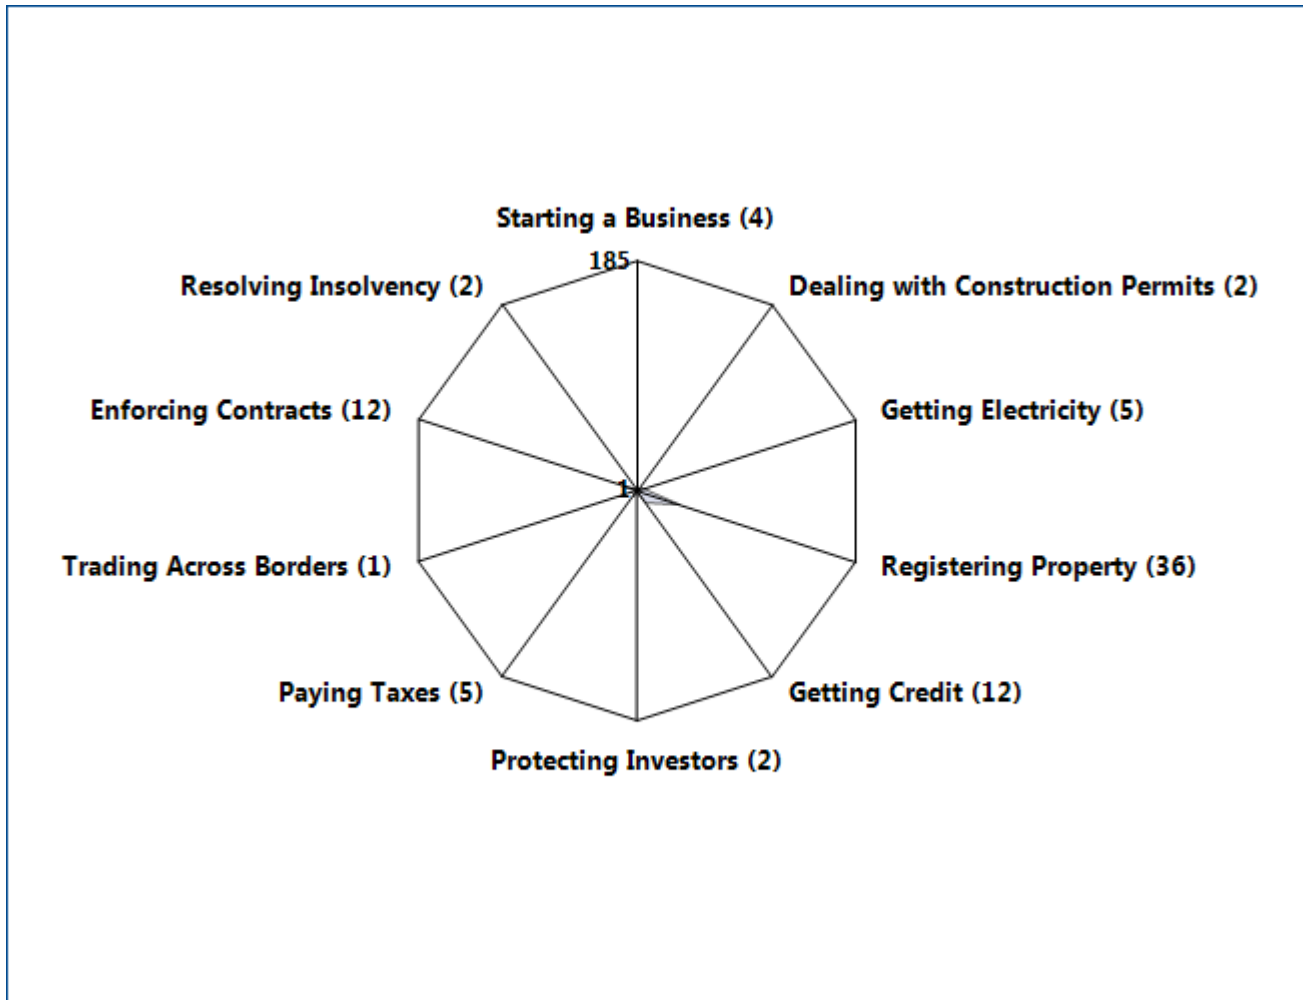 Starting a Business (4)
185
Resolving Insolvency (2)
Dealing with Construction Permits (2)
Enforcing Contracts (12)
Getting Electricity (5)
1
Trading Across Borders (1)
Registering Property (36)
Paying Taxes (5)
Getting Credit (12)
Protecting Investors (2)